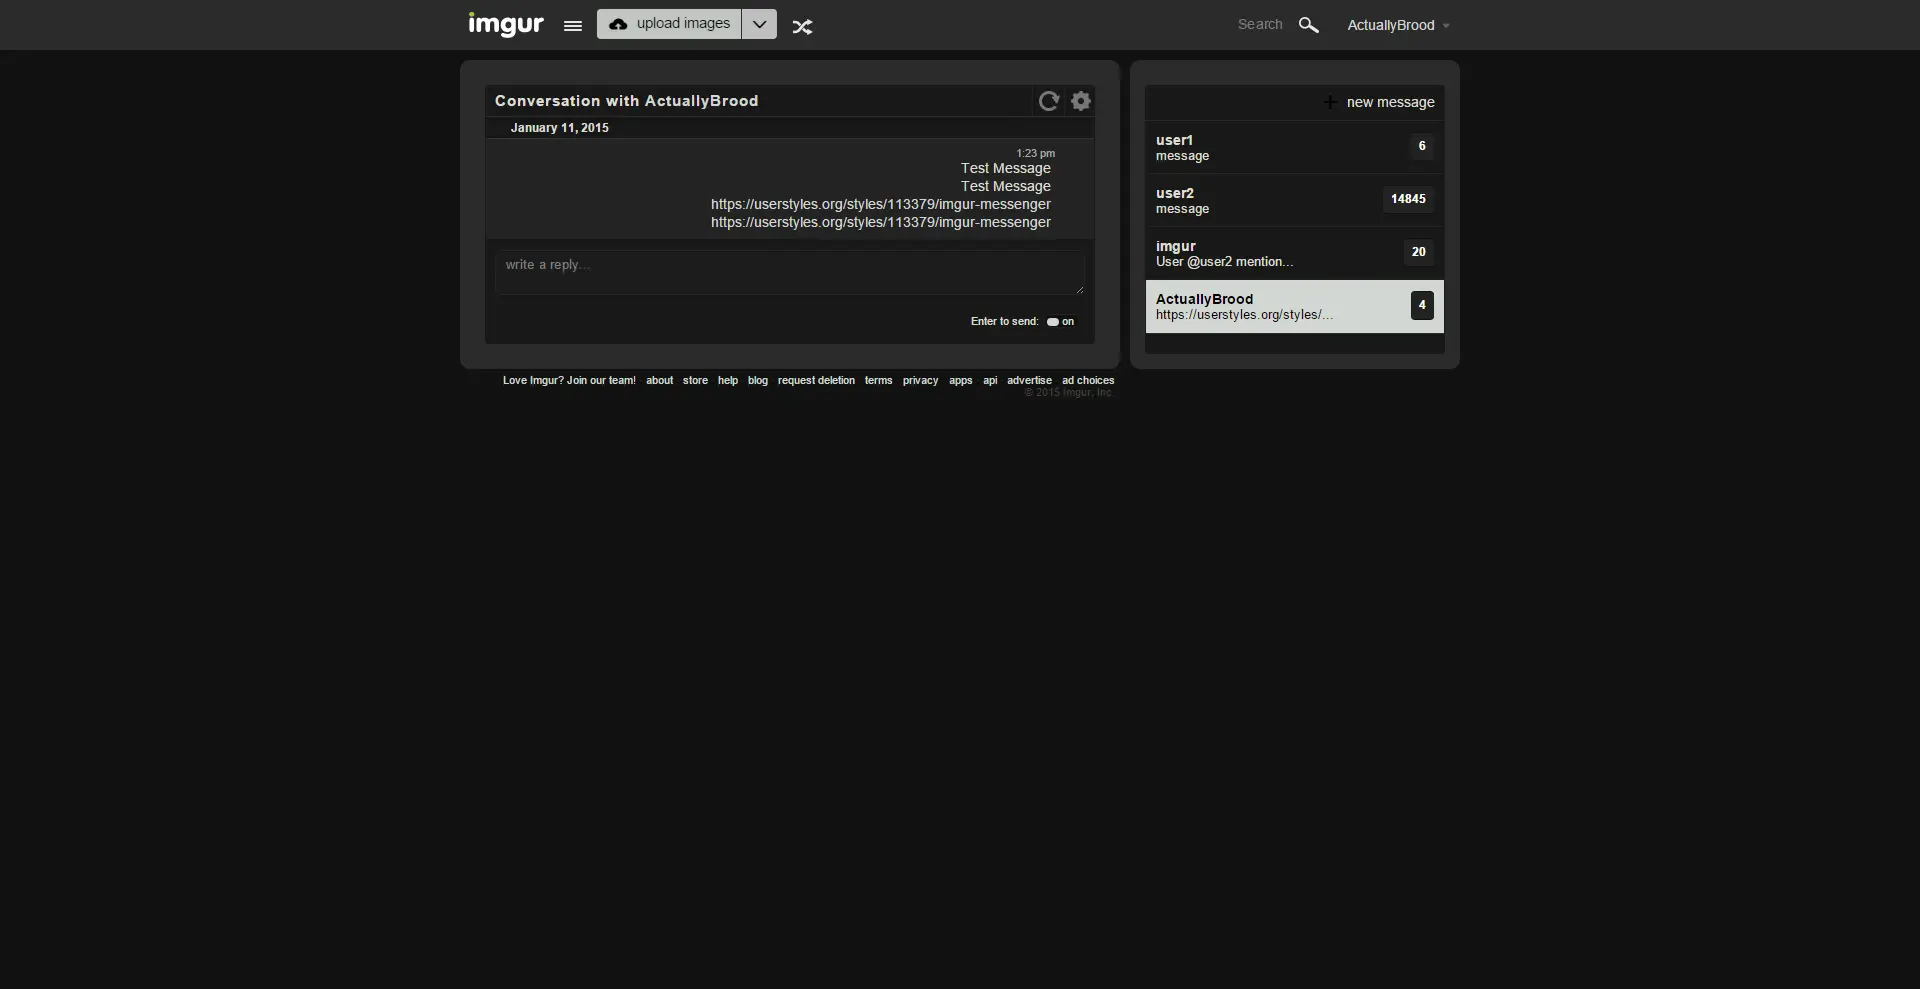 imgur
upload images
Search
ActuallyBrood
Conversation with ActuallyBrood
January 11, 2015
1:23 pm
Test Message
Test Message
https://userstyles.org/styles/113379/imgur-messenger
https://userstyles.org/styles/113379/imgur-messenger
write a reply...
Enter to send: on
new message
user1
message
6
user2
message
14845
imgur
User @user2 mention...
20
ActuallyBrood
https://userstyles.org/styles/...
4
Love Imgur? Join our team! about store help blog request deletion terms privacy apps api advertise ad choices
© 2015 Imgur, Inc.